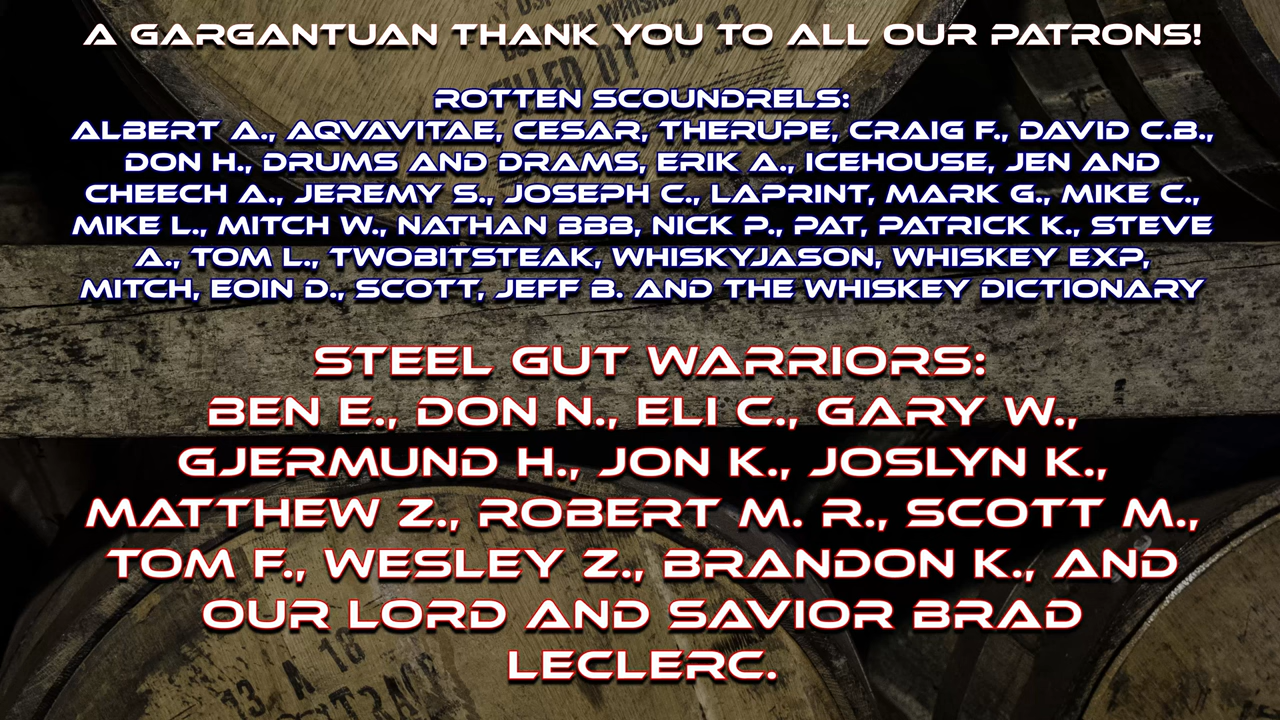 A GARGANTUAN THANK YOU TO ALL OUR PATRONS!
ROTTEN SCOUNDRELS:
ALBERT A., AQVAVITAE, CESAR, THERUPE, CRAIG F., DAVID C.B.,
DON H., DRUMS AND DRAMS, ERIK A., ICEHOUSE, JEN AND
CHEECH A., JEREMY S., JOSEPH C., LAPRINT, MARK G., MIKE C.,
MIKE L., MITCH W., NATHAN BBB, NICK P., PAT, PATRICK K., STEVE
A., TOM L., TWOBITSTEAK, WHISKYJASON, WHISKEY EXP,
MITCH, EOIN D., SCOTT, JEFF B. AND THE WHISKEY DICTIONARY
STEEL GUT WARRIORS:
BEN E., DON N., ELI C., GARY W.,
GJERMUND H., JON K., JOSLYN K.,
MATTHEW Z., ROBERT M. R., SCOTT M.,
TOM F., WESLEY Z., BRANDON K., AND
OUR LORD AND SAVIOR BRAD
LECLERC.
13 A 18